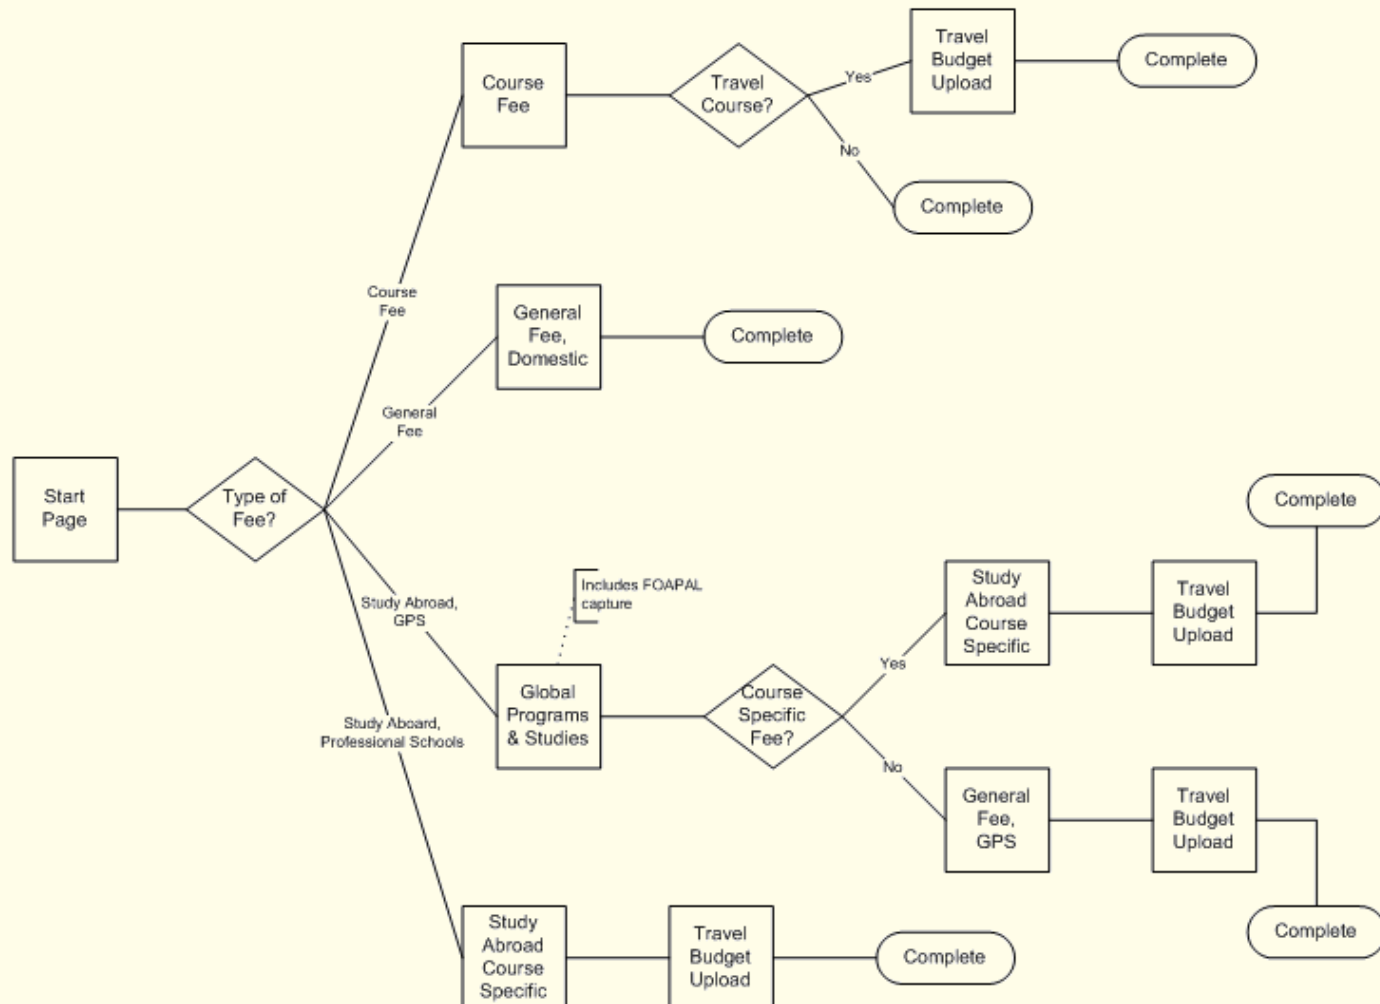 Course
Fee
Travel
Course?
Yes
Travel
Budget
Upload
Complete
No
Complete
Course
Fee
General
Fee,
Domestic
Complete
General
Fee
Start
Page
Type of
Fee?
Study Abroad,
GPS
Includes FOAPAL
capture
Global
Programs
& Studies
Course
Specific
Fee?
Yes
Study
Abroad
Course
Specific
Travel
Budget
Upload
Complete
No
General
Fee,
GPS
Travel
Budget
Upload
Complete
Study Aboard,
Professional Schools
Study
Abroad
Course
Specific
Travel
Budget
Upload
Complete